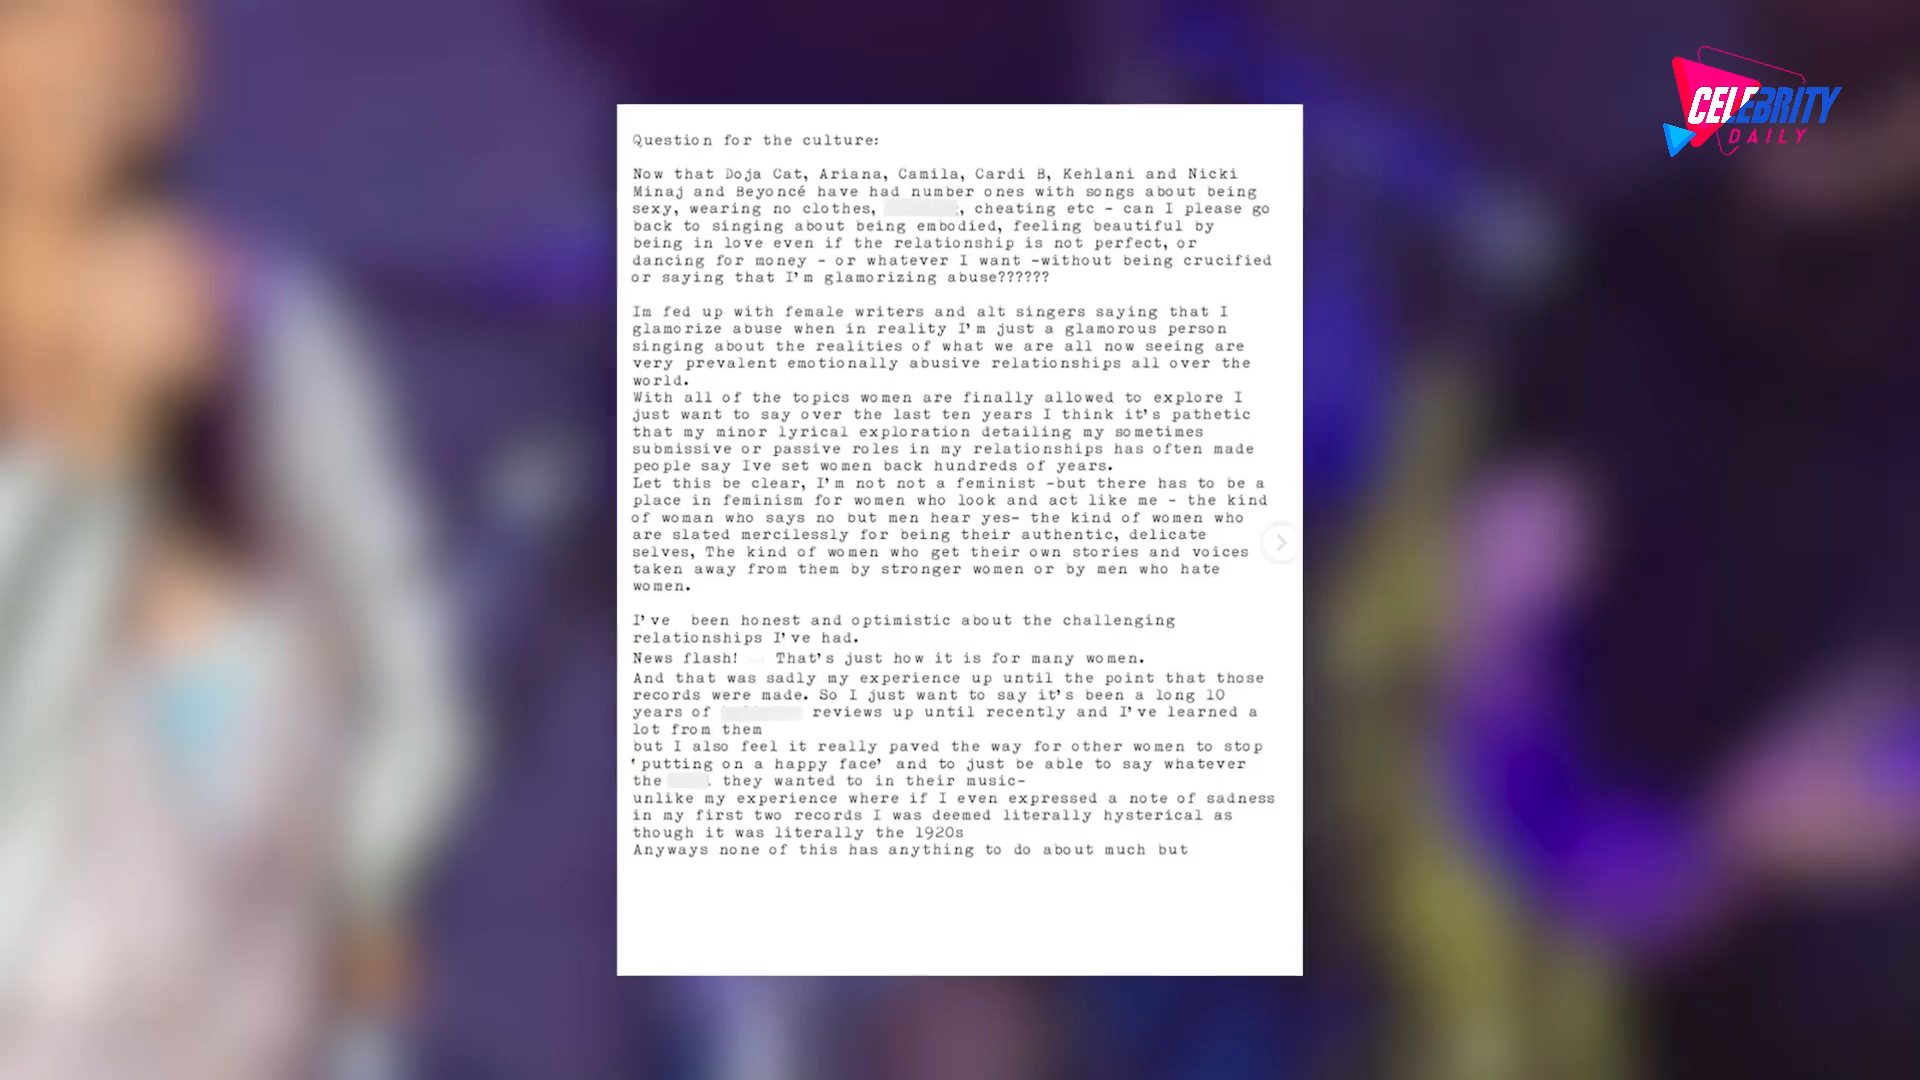 CELEBRITY
DAILY
Question for the culture:
Now that Doja Cat, Ariana, Camila, Cardi B, Kehlani and Nicki
Minaj and Beyoncé have had number ones with songs about being
sexy, wearing no clothes, , cheating etc - can I please go
back to singing about being embodied, feeling beautiful by
being in love even if the relationship is not perfect, or
dancing for money - or whatever I want -without being crucified
or saying that I'm glamorizing abuse??????
Im fed up with female writers and alt singers saying that I
glamorize abuse when in reality I'm just a glamorous person
singing about the realities of what we are all now seeing are
very prevalent emotionally abusive relationships all over the
world.
With all of the topics women are finally allowed to explore I
just want to say over the last ten years I think it's pathetic
that my minor lyrical exploration detailing my sometimes
submissive or passive roles in my relationships has often made
people say Ive set women back hundreds of years.
Let this be clear, I'm not not a feminist -but there has to be a
place in feminism for women who look and act like me - the kind
of woman who says no but men hear yes- the kind of women who
are slated mercilessly for being their authentic, delicate
selves, The kind of women who get their own stories and voices
taken away from them by stronger women or by men who hate
women.
I've been honest and optimistic about the challenging
relationships I've had.
News flash! That's just how it is for many women.
And that was sadly my experience up until the point that those
records were made. So I just want to say it's been a long 10
years of reviews up until recently and I've learned a
lot from them
but I also feel it really paved the way for other women to stop
'putting on a happy face' and to just be able to say whatever
the they wanted to in their music-
unlike my experience where if I even expressed a note of sadness
in my first two records I was deemed literally hysterical as
though it was literally the 1920s
Anyways none of this has anything to do about much but